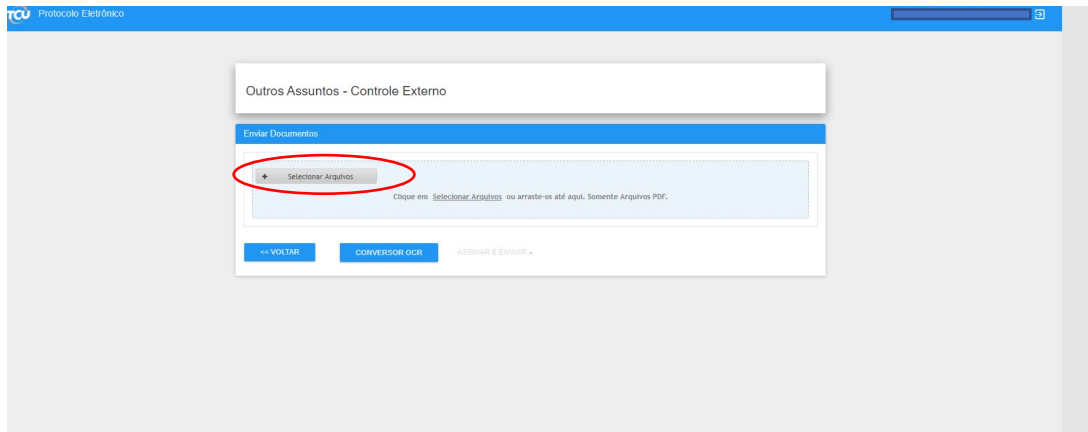 TCU Protocolo Eletrônico
Outros Assuntos - Controle Externo
Enviar Documentos
+ Selecionar Arquivos
Clique em Selecionar Arquivos ou arraste-os até aqui. Somente Arquivos PDF.
<< VOLTAR CONVERSOR OCR ASSINAR E ENVIAR